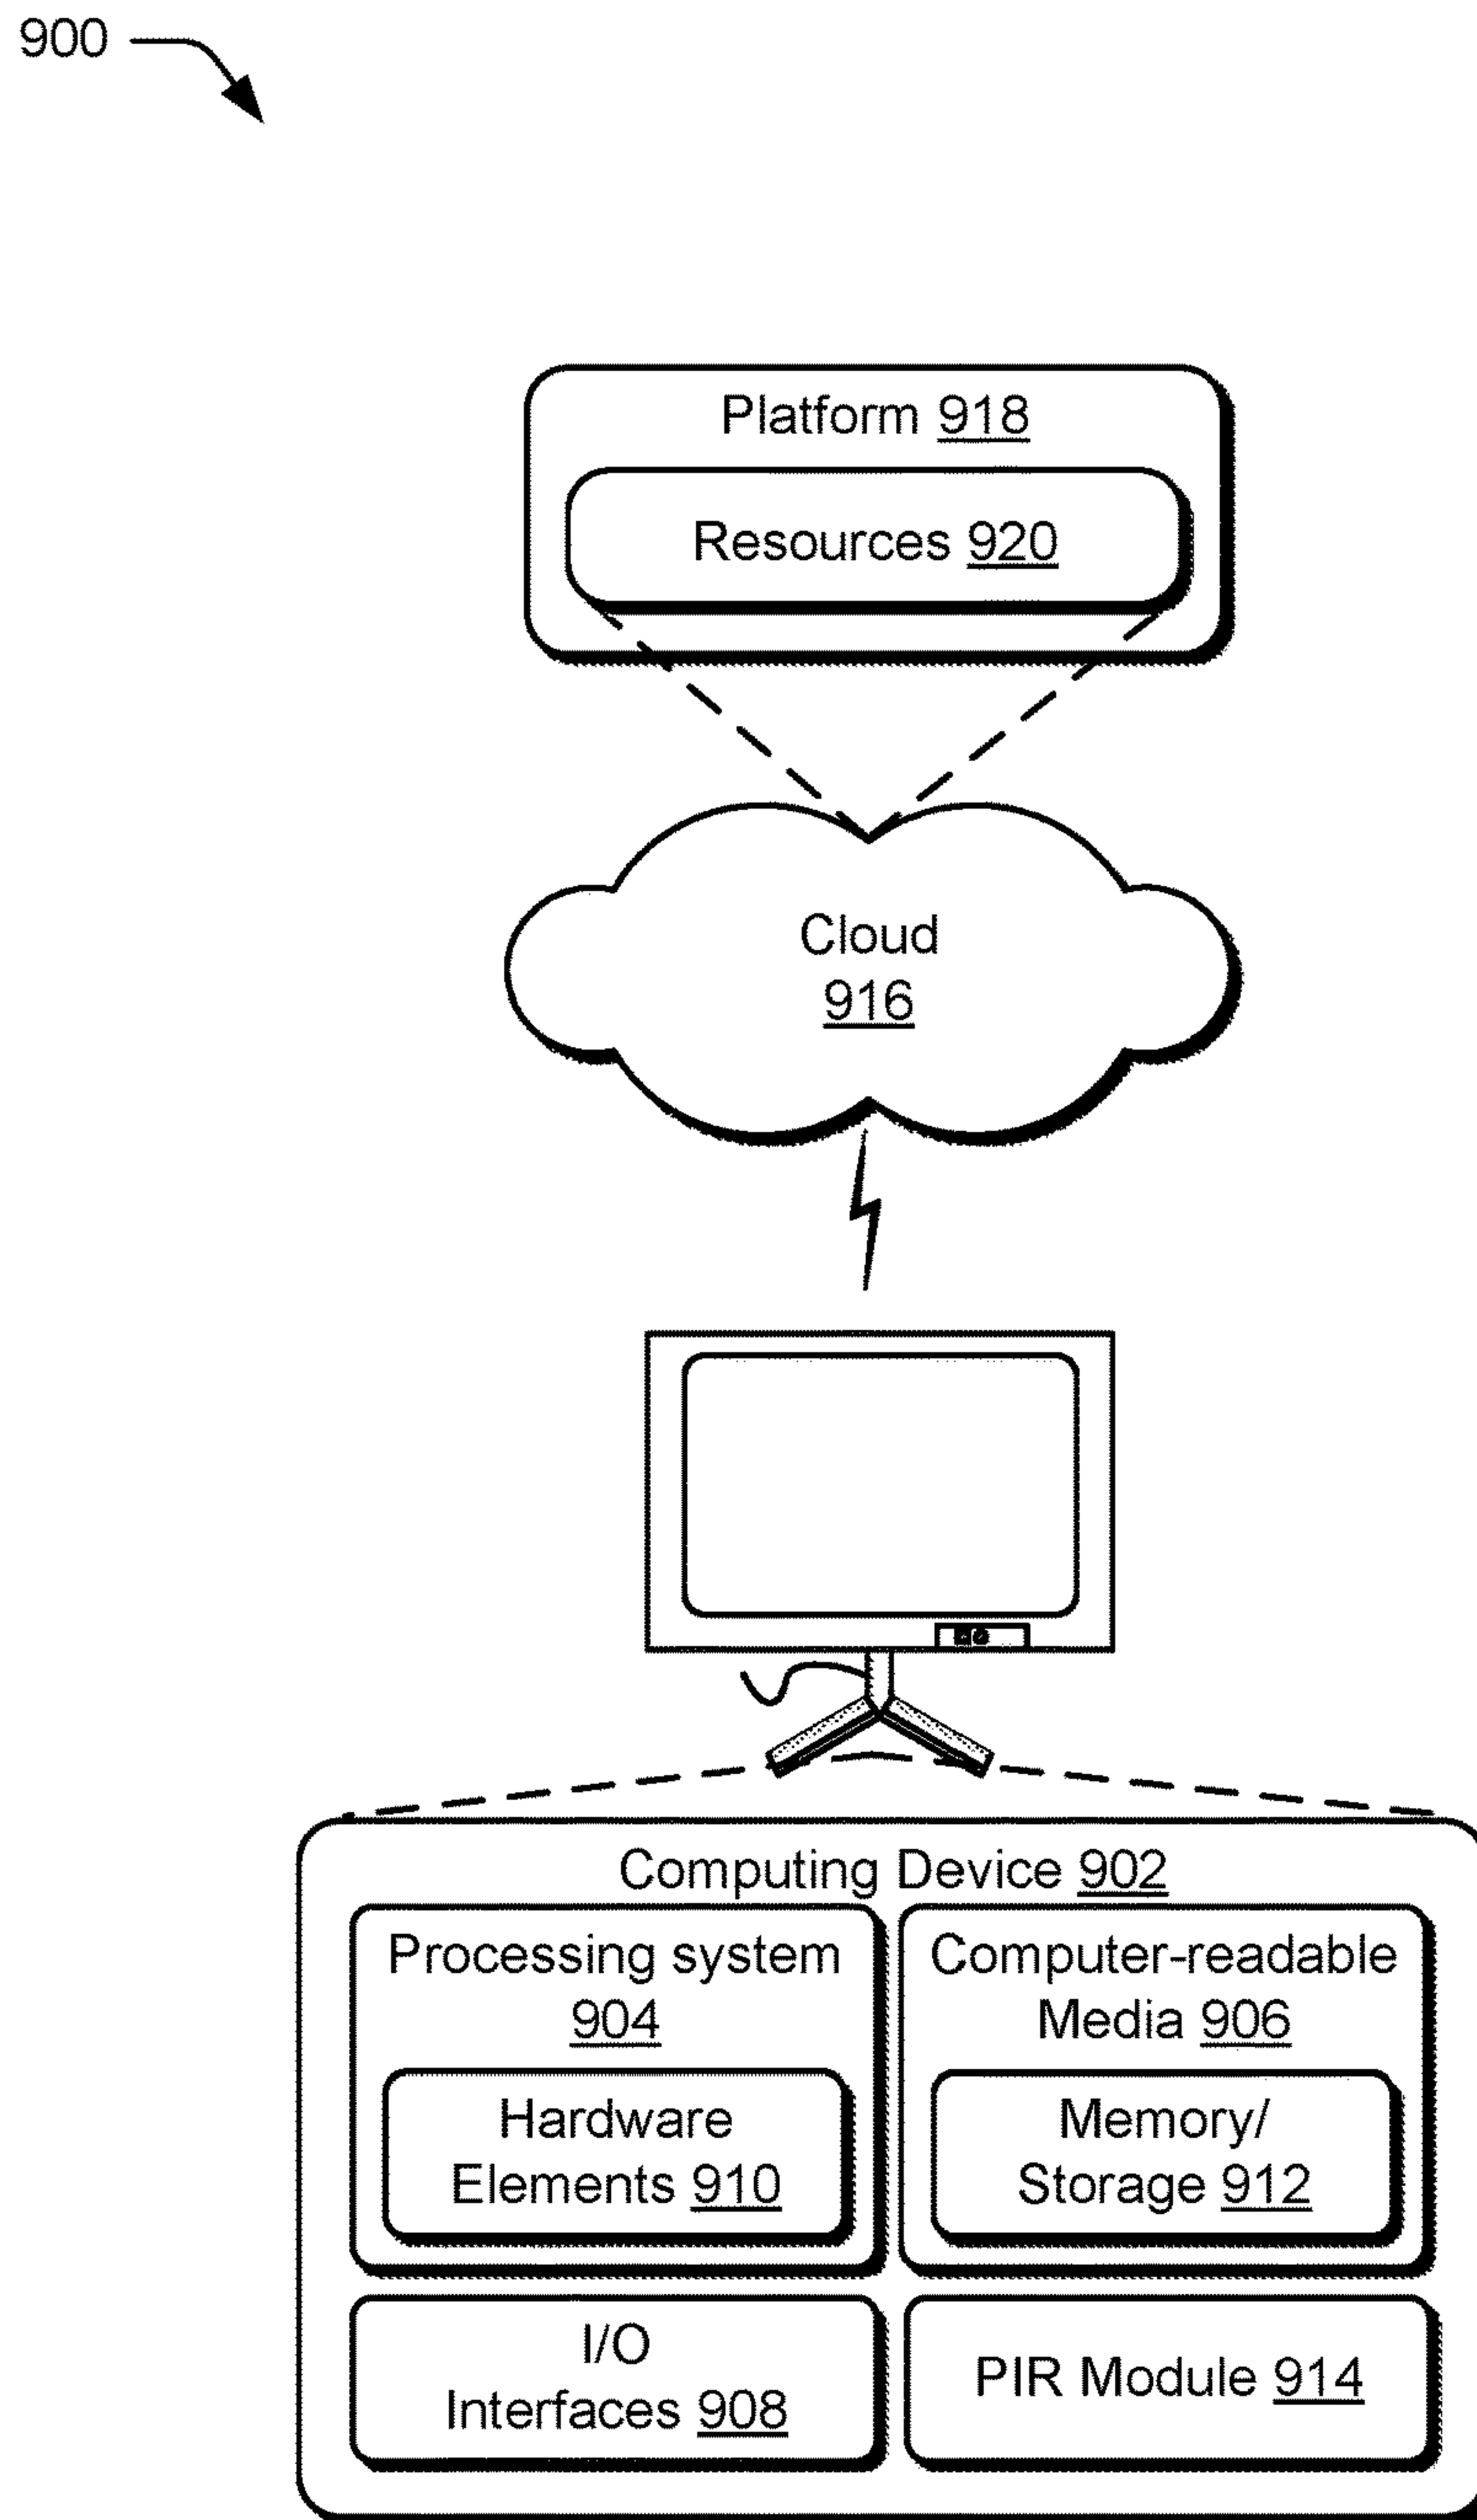 900
Platform 918
Resources 920
Cloud
916
Computing Device 902
Processing system
904
Hardware
Elements 910
Computer-readable
Media 906
Memory/
Storage 912
I/O
Interfaces 908
PIR Module 914